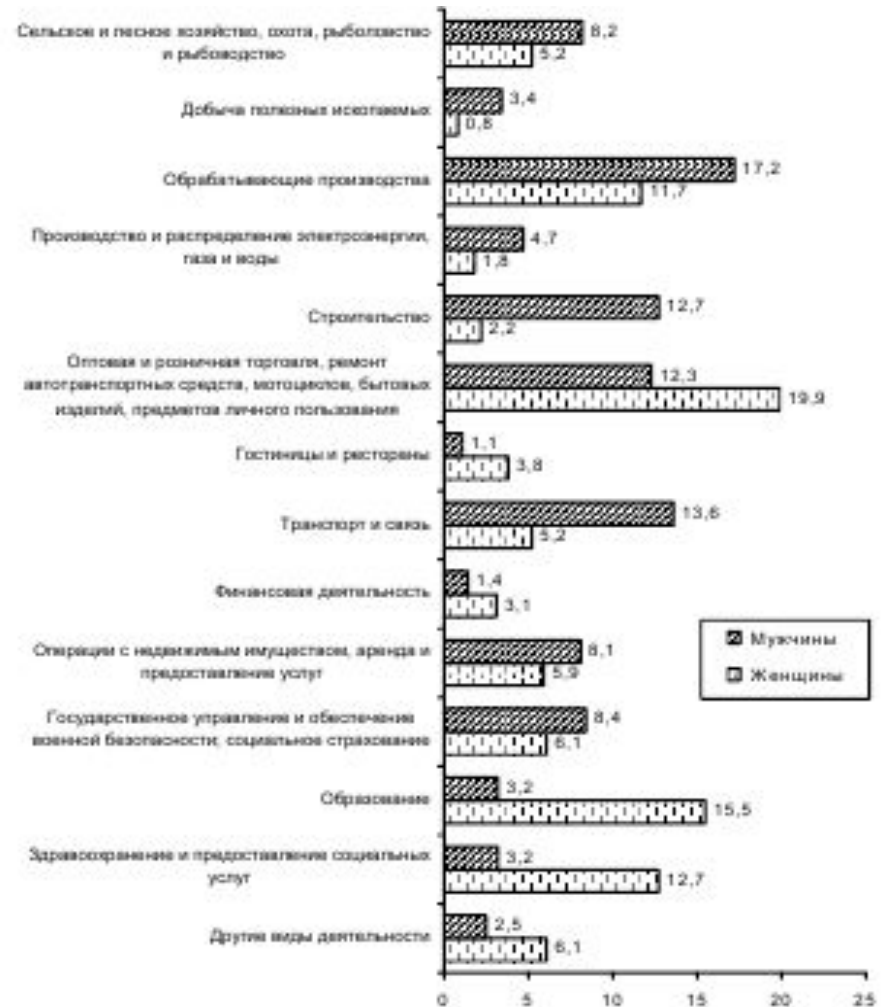 Сельское и лесное хозяйство, охота, рыболовство
и рыбоводство
8,2
5,2
Добыча полезных ископаемых
3,4
0,8
Обрабатывающие производства
17,2
11,7
Производство и распределение электроэнергии,
газа и воды
4,7
1,8
Строительство
12,7
2,2
Оптовая и розничная торговля, ремонт
автотранспортных средств, мотоциклов, бытовых
изделий, предметов личного пользования
12,3
19,9
Гостиницы и рестораны
1,1
3,8
Транспорт и связь
13,6
5,2
Финансовая деятельность
1,4
3,1
Операции с недвижимым имуществом, аренда и
предоставление услуг
8,1
5,9
Мужчины
Женщины
Государственное управление и обеспечение
военной безопасности; социальное страхование
8,4
6,1
Образование
3,2
15,5
Здравоохранение и предоставление социальных
услуг
3,2
12,7
Другие виды деятельности
2,5
6,1
0 5 10 15 20 25